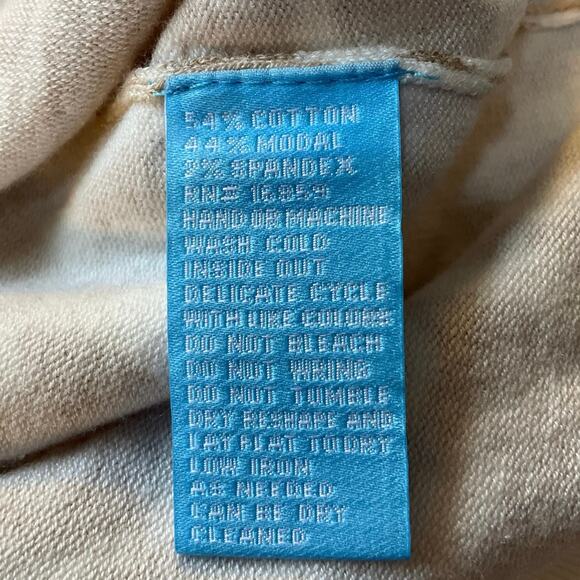 54% COTTON
44% MODAL
2% SPANDEX
RN# 16859
HAND OR MACHINE
WASH COLD
INSIDE OUT
DELICATE CYCLE
WITH LIKE COLORS
DO NOT BLEACH
DO NOT WRING
DO NOT TUMBLE
DRY RESHAPE AND
LAY FLAT TO DRY
LOW IRON
AS NEEDED
CAN BE DRY
CLEANED